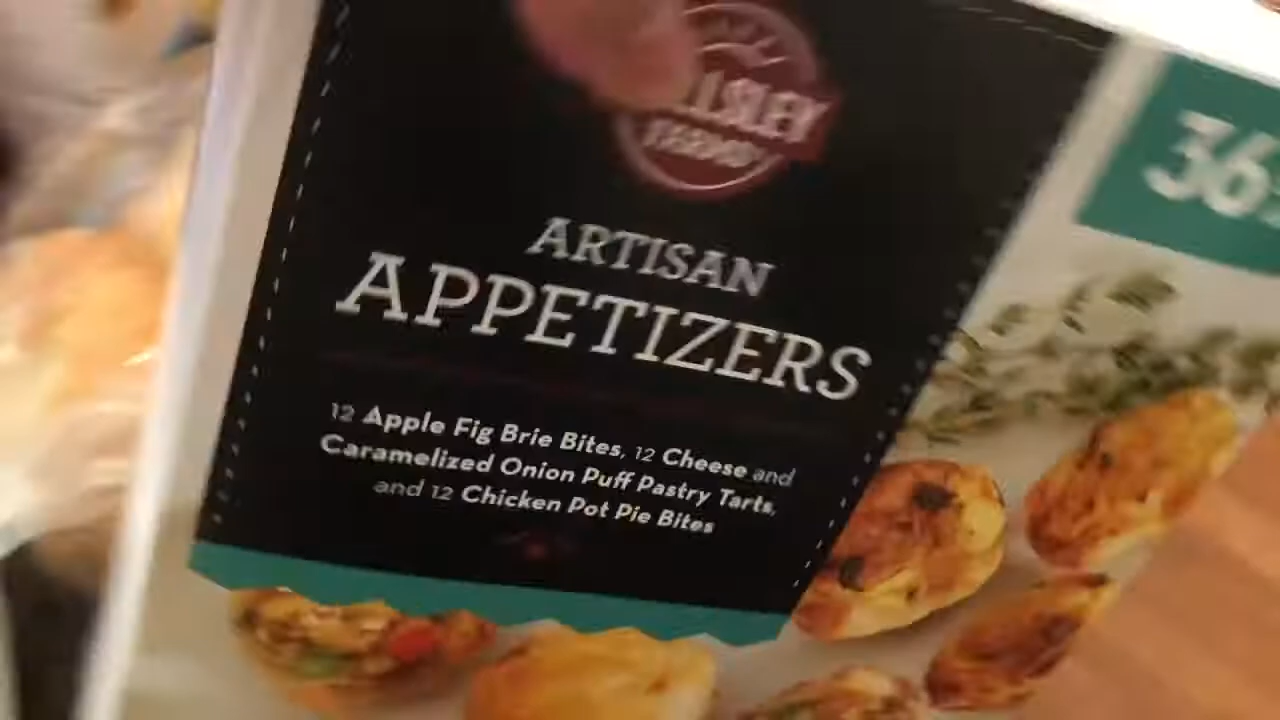 ARTISAN
APPETIZERS
12 Apple Fig Brie Bites, 12 Cheese and
Caramelized Onion Puff Pastry Tarts,
and 12 Chicken Pot Pie Bites
36